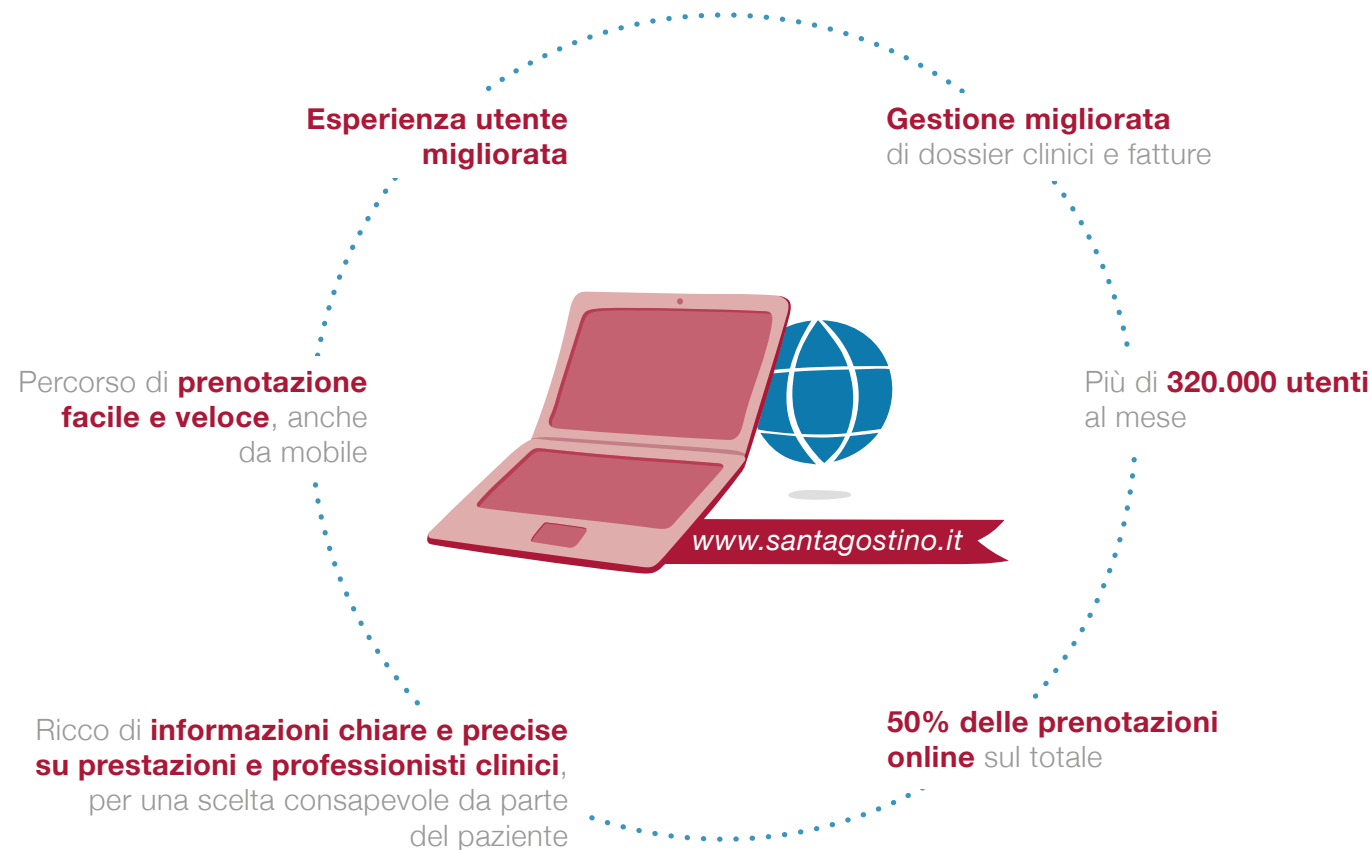 Esperienza utente
migliorata
Gestione migliorata
di dossier clinici e fatture
Percorso di prenotazione
facile e veloce, anche
da mobile
Più di 320.000 utenti
al mese
www.santagostino.it
Ricco di informazioni chiare e precise
su prestazioni e professionisti clinici,
per una scelta consapevole da parte
del paziente
50% delle prenotazioni
online sul totale